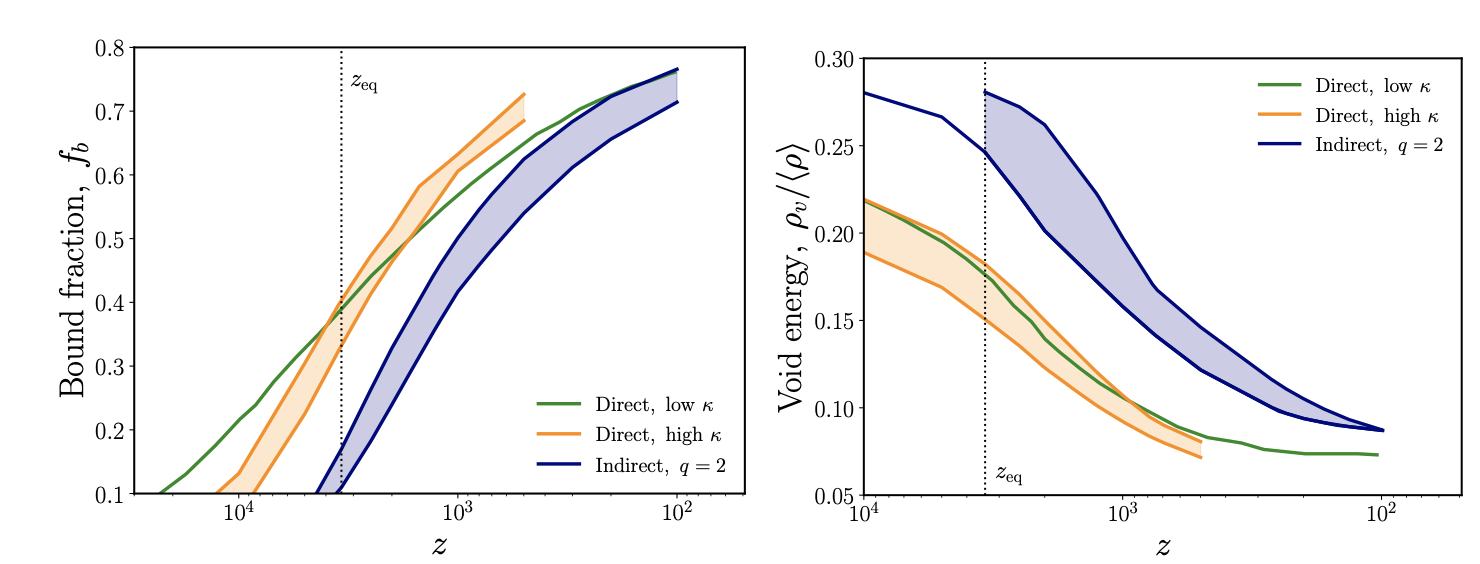 0.8
0.7
0.6
0.5
0.4
0.3
0.2
0.1
Bound fraction, f_b
z_eq
Direct, low κ
Direct, high κ
Indirect, q = 2
10^4
10^3
10^2
z
0.30
0.25
0.20
0.15
0.10
0.05
Void energy, ρ_v/⟨ρ⟩
Direct, low κ
Direct, high κ
Indirect, q = 2
z_eq
10^4
10^3
10^2
z